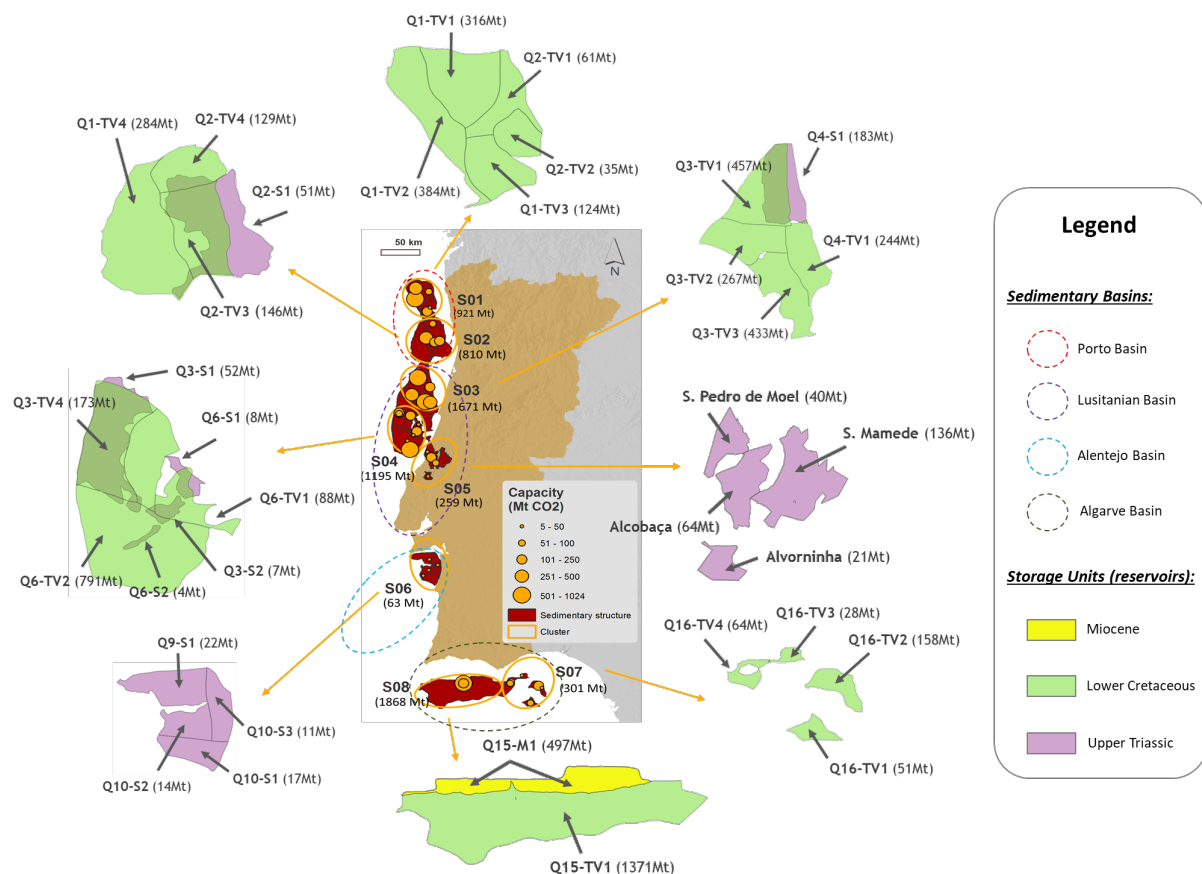 Q1-TV1 (316Mt)
Q2-TV1 (61Mt)
Q2-TV2 (35Mt)
Q1-TV2 (384Mt)
Q1-TV3 (124Mt)
Q1-TV4 (284Mt)
Q2-TV4 (129Mt)
Q2-S1 (51Mt)
Q2-TV3 (146Mt)
Q4-S1 (183Mt)
Q3-TV1 (457Mt)
Q4-TV1 (244Mt)
Q3-TV2 (267Mt)
Q3-TV3 (433Mt)
50 km
N
S01
(921 Mt)
S02
(810 Mt)
S03
(1671 Mt)
S04
(1195 Mt)
S05
(259 Mt)
S06
(63 Mt)
S07
(301 Mt)
S08
(1868 Mt)
Capacity
(Mt CO2)
5 - 50
51 - 100
101 - 250
251 - 500
501 - 1024
Sedimentary structure
Cluster
Q3-S1 (52Mt)
Q3-TV4 (173Mt)
Q6-S1 (8Mt)
Q6-TV1 (88Mt)
Q3-S2 (7Mt)
Q6-TV2 (791Mt)
Q6-S2 (4Mt)
S. Pedro de Moel (40Mt)
S. Mamede (136Mt)
Alcobaça (64Mt)
Alvorninha (21Mt)
Q9-S1 (22Mt)
Q10-S3 (11Mt)
Q10-S2 (14Mt)
Q10-S1 (17Mt)
Q16-TV3 (28Mt)
Q16-TV4 (64Mt)
Q16-TV2 (158Mt)
Q16-TV1 (51Mt)
Q15-M1 (497Mt)
Q15-TV1 (1371Mt)
Legend
Sedimentary Basins:
Porto Basin
Lusitanian Basin
Alentejo Basin
Algarve Basin
Storage Units (reservoirs):
Miocene
Lower Cretaceous
Upper Triassic